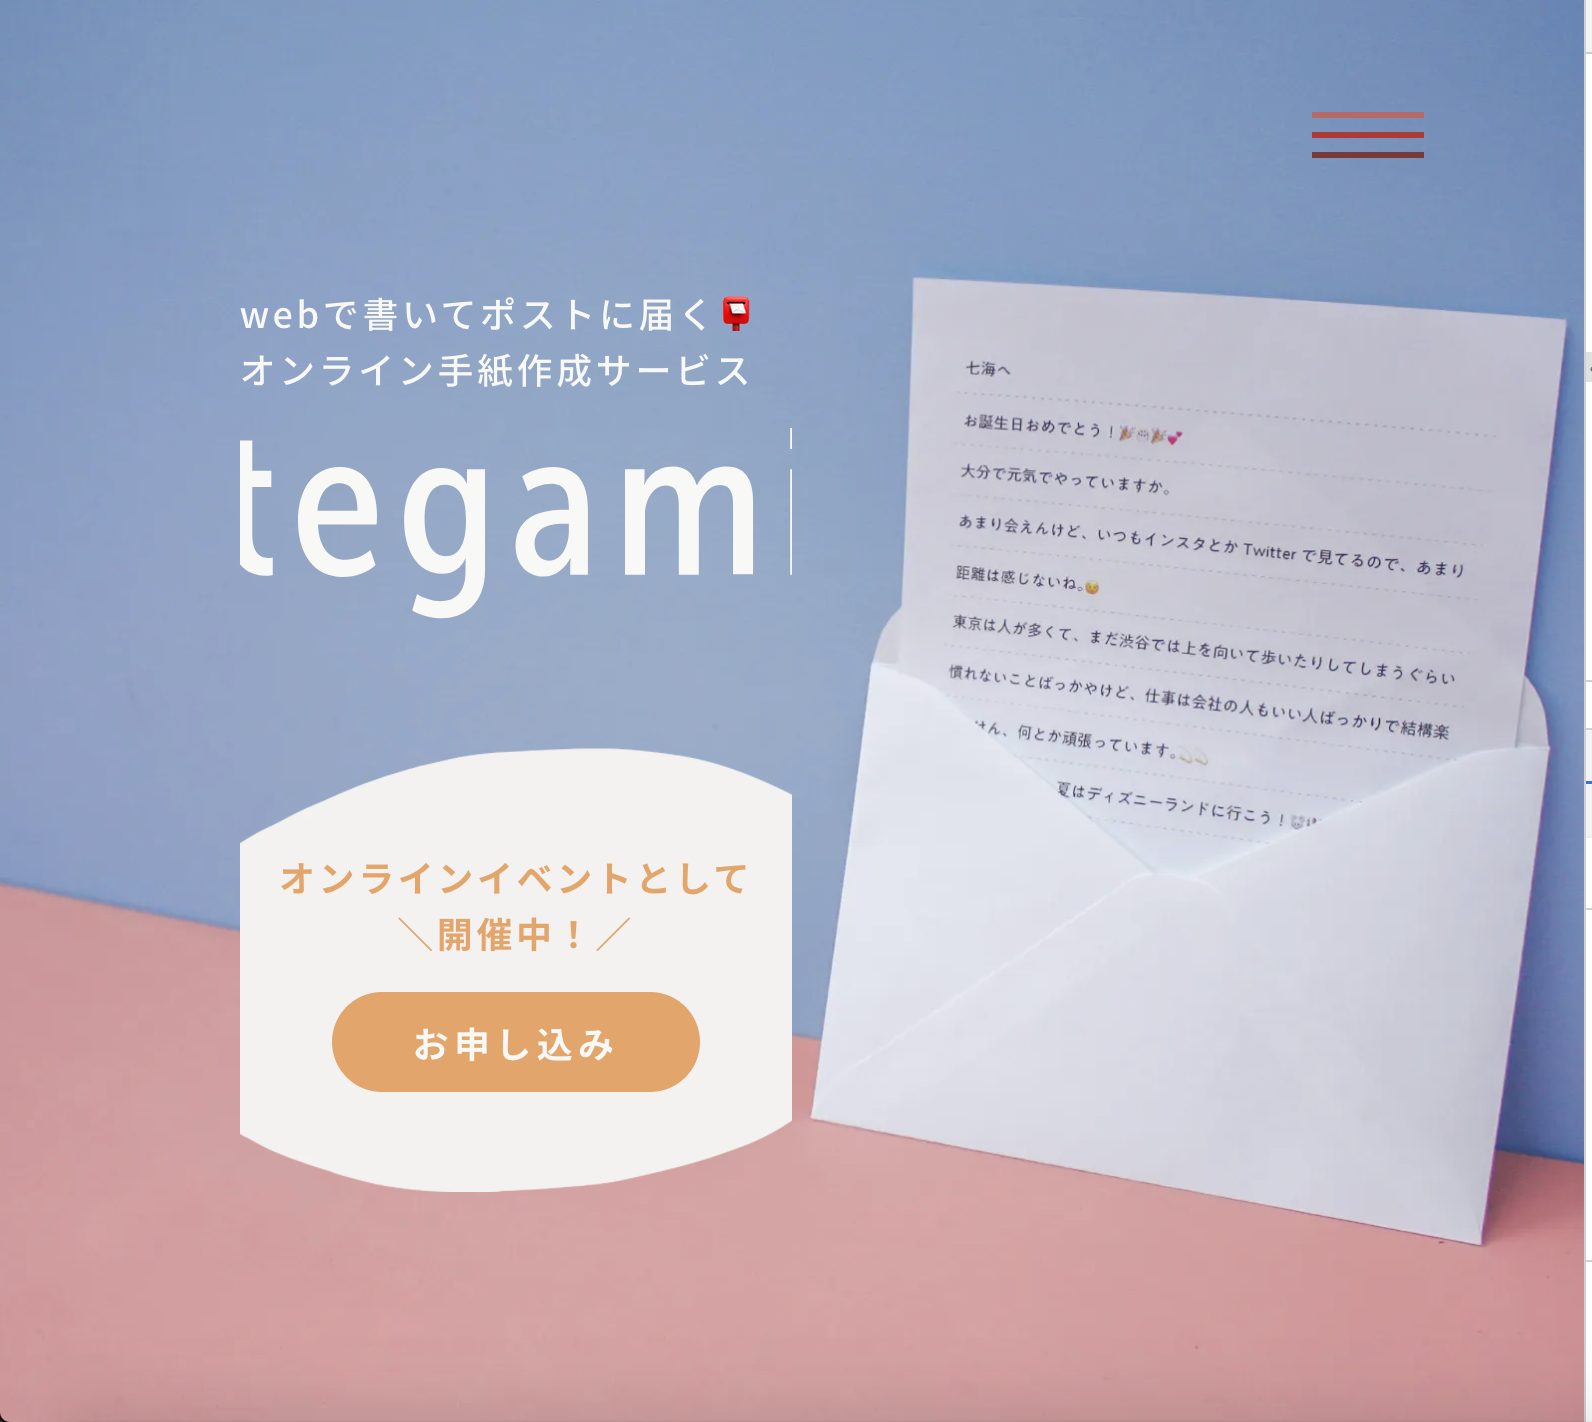 webで書いてポストに届く📮
オンライン手紙作成サービス
tegami
オンラインイベントとして
＼開催中！／
お申し込み
七海へ
お誕生日おめでとう！🎉🎂🎉💕
大分で元気でやっていますか。
あまり会えんけど、いつもインスタとか Twitter で見てるので、あまり
距離は感じないね。😉
東京は人が多くて、まだ渋谷では上を向いて歩いたりしてしまうぐらい
慣れないことばっかやけど、仕事は会社の人もいい人ばっかりで結構楽
けん、何とか頑張っています。💫💫
夏はディズニーランドに行こう！🐭